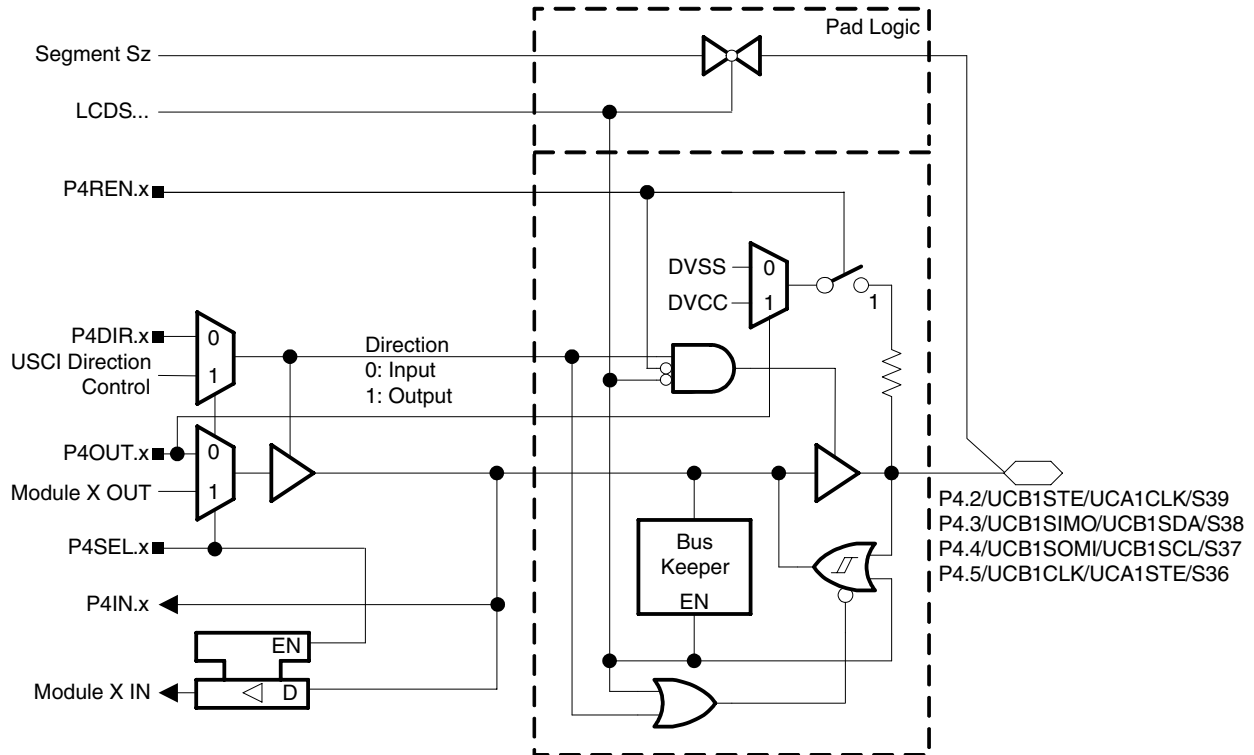 Pad Logic
Segment Sz
LCDS...
P4REN.x
DVSS
0
DVCC
1
1
P4DIR.x
0
USCI Direction
Control
1
Direction
0: Input
1: Output
P4OUT.x
0
Module X OUT
1
P4SEL.x
Bus
Keeper
EN
P4.2/UCB1STE/UCA1CLK/S39
P4.3/UCB1SIMO/UCB1SDA/S38
P4.4/UCB1SOMI/UCB1SCL/S37
P4.5/UCB1CLK/UCA1STE/S36
P4IN.x
EN
Module X IN
D